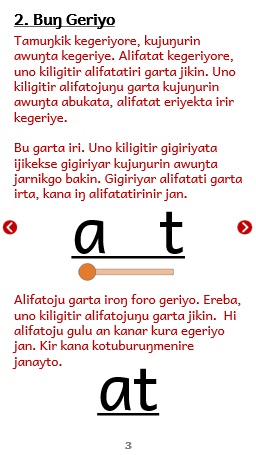 2. Buŋ Geriyo
Tamuŋkik kegeriyore, kujuŋurin
awuŋta kegeriye. Alifatat kegeriyore,
uno kiligitir alifatatiri garta jikin. Uno
kiligitir alifatojuŋu garta kujuŋurin
awuŋta abukata, alifatat eriyekta irir
kegeriye.
Bu garta iri. Uno kiligitir gigiriyata
ijikekse gigiriyar kujuŋurin awuŋta
jarnikgo bakin. Gigiriyar alifatati garta
irta, kana iŋ alifatatirinir jan.
a t
Alifatoju garta iroŋ foro geriyo. Ereba,
uno kiligitir alifatojuŋu garta jikin. Hi
alifatoju gulu an kanar kura egeriyo
jan. Kir kana kotuburuŋmenire
janayto.
at
3